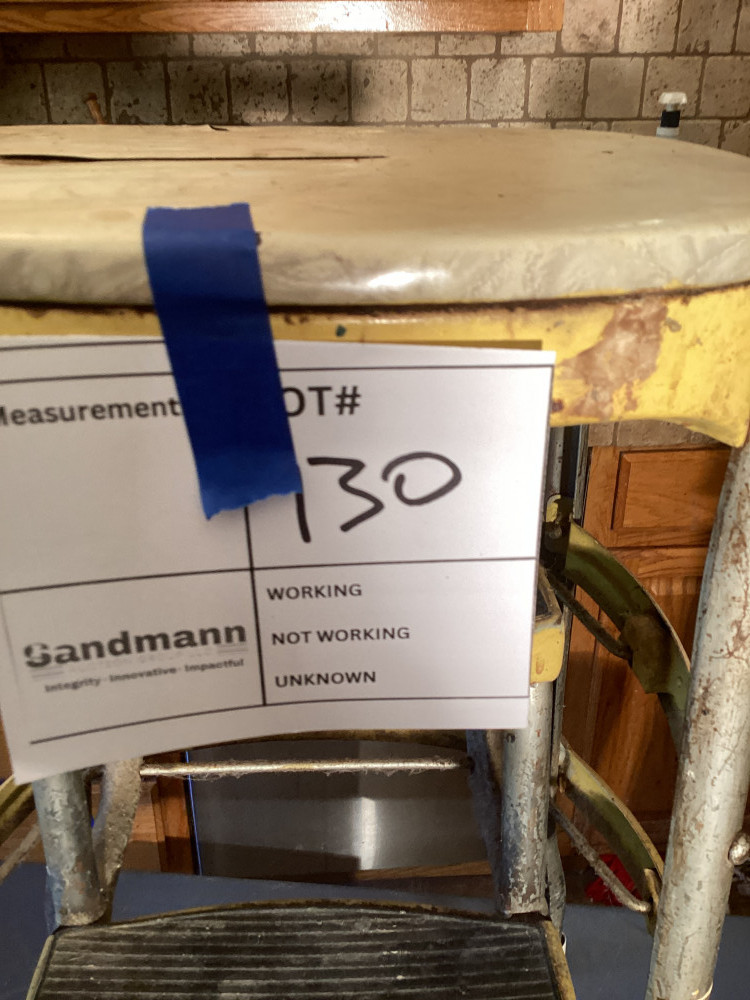 Measurement
OT#
130
Sandmann
Integrity· Innovative· Impactful
WORKING
NOT WORKING
UNKNOWN